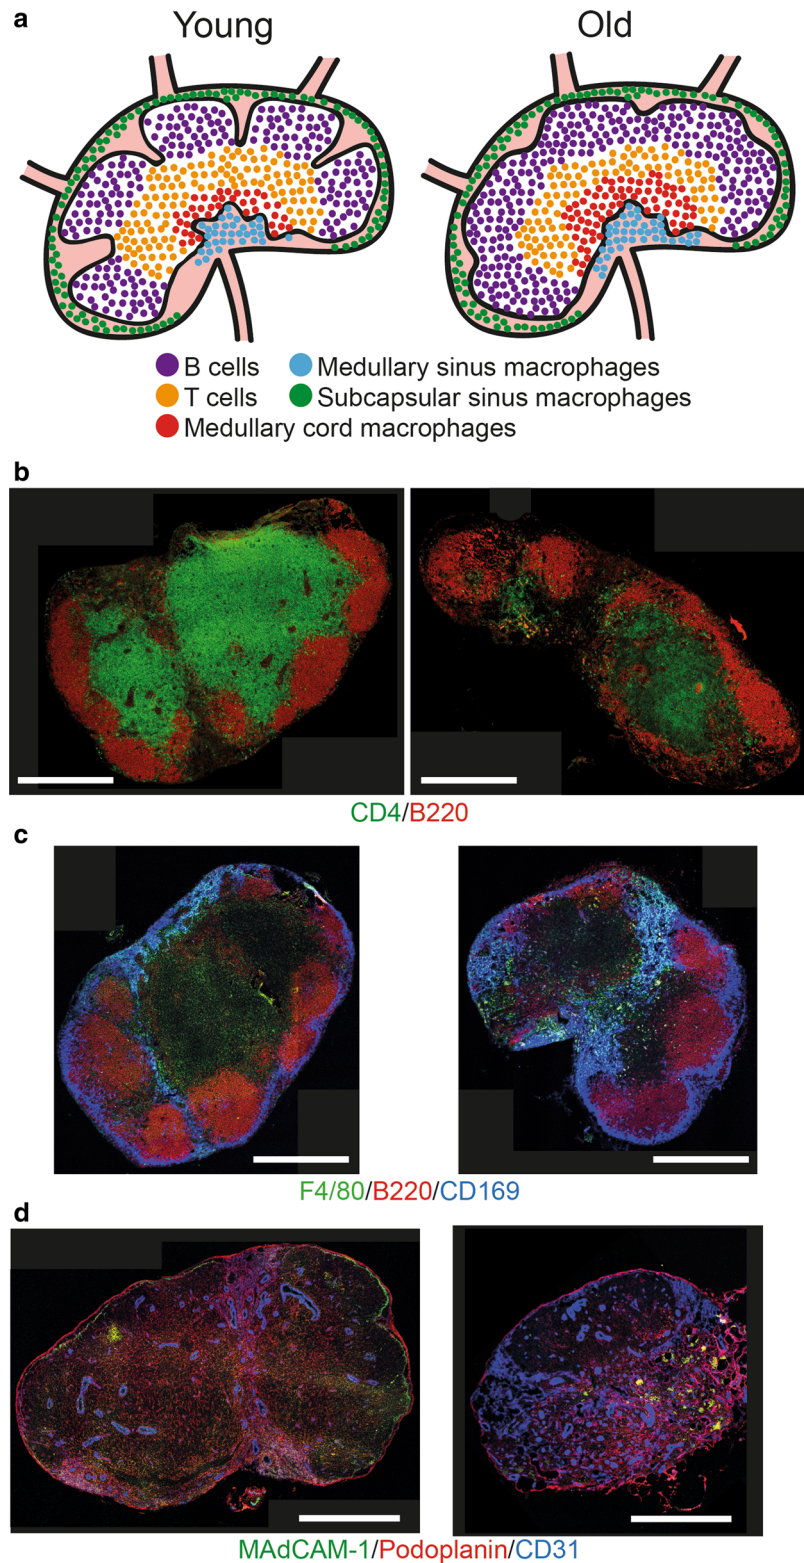 a
Young Old
B cells Medullary sinus macrophages
T cells Subcapsular sinus macrophages
Medullary cord macrophages
b
CD4/B220
c
F4/80/B220/CD169
d
MAdCAM-1/Podoplanin/CD31